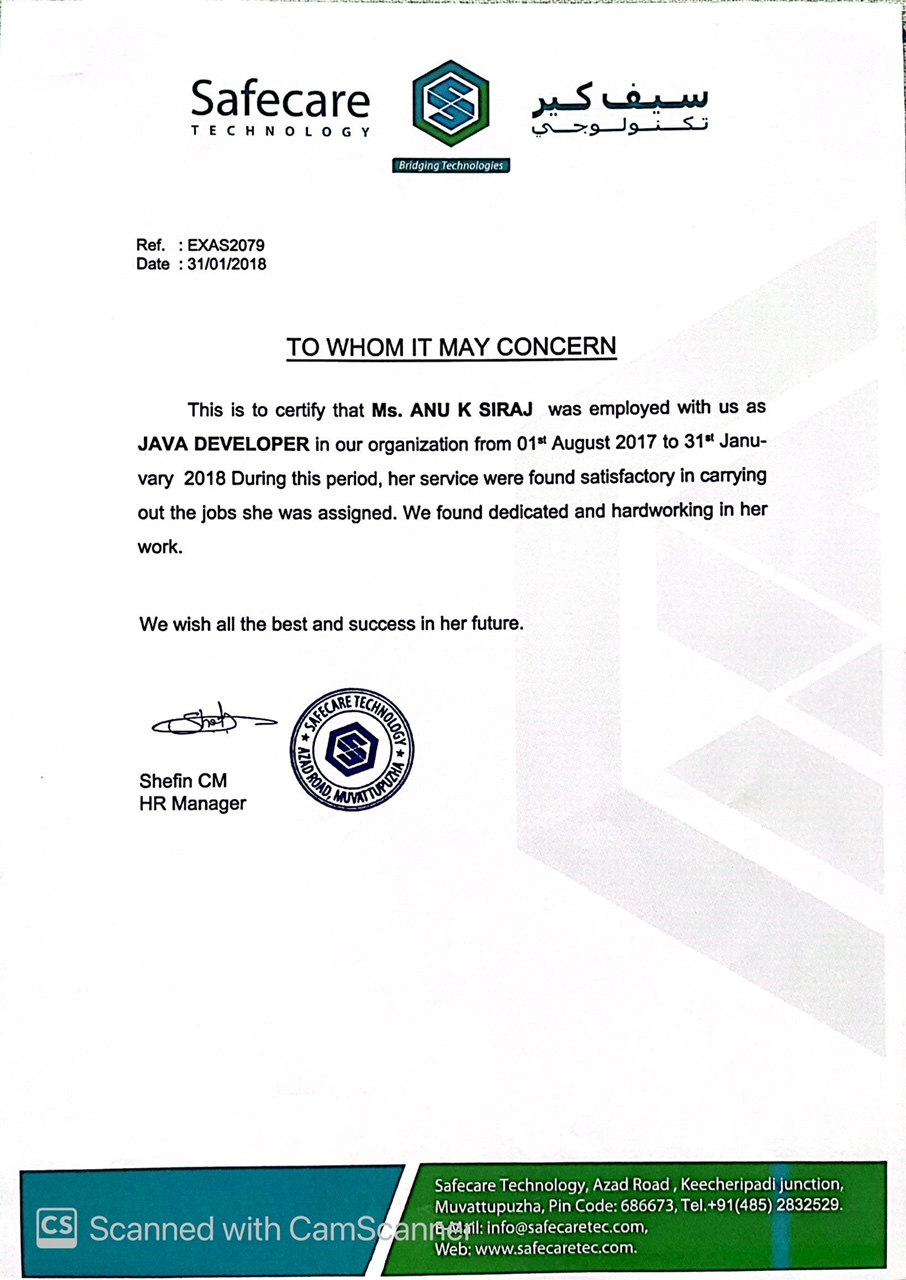 Safecare
TECHNOLOGY
سيف كير
تكنولوجي
Bridging Technologies
Ref. : EXAS2079
Date : 31/01/2018
TO WHOM IT MAY CONCERN
This is to certify that Ms. ANU K SIRAJ was employed with us as
JAVA DEVELOPER in our organization from 01st August 2017 to 31st Janu-
vary 2018 During this period, her service were found satisfactory in carrying
out the jobs she was assigned. We found dedicated and hardworking in her
work.
We wish all the best and success in her future.
SAFECARE TECHNOLOGY
AZAD ROAD, MUVATTUPUZHA
Shefin CM
HR Manager
Safecare Technology, Azad Road , Keecheripadi junction,
Muvattupuzha, Pin Code: 686673, Tel.+91(485) 2832529.
E-Mail: info@safecaretec.com,
Web: www.safecaretec.com.
CS Scanned with CamScanner